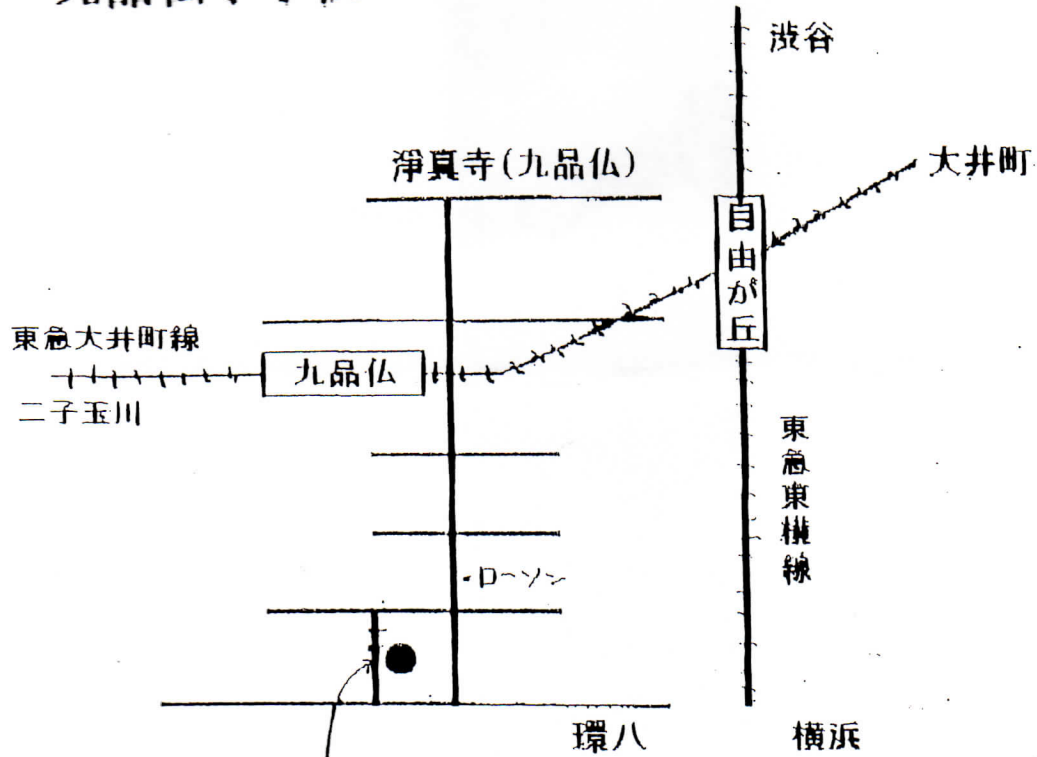 渋谷
大井町
淨真寺(九品仏)
自由が丘
東急大井町線
九品仏
二子玉川
東急東横線
・ローソン
環八
横浜